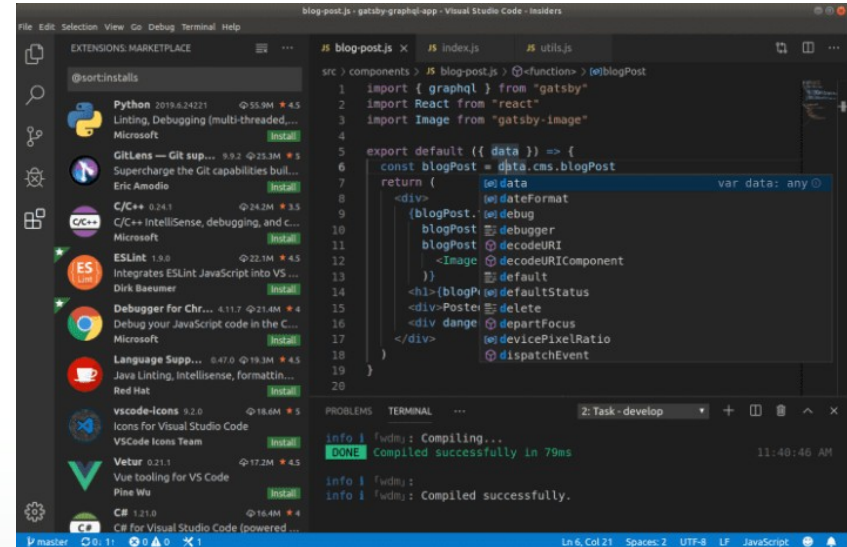 blog-post.js - gatsby-graphql-app - Visual Studio Code - Insiders
File Edit Selection View Go Debug Terminal Help
EXTENSIONS: MARKETPLACE
@sort:installs
Python 2019.6.24221 55.9M 4.5
Linting, Debugging (multi-threaded,...
Microsoft Install
GitLens — Git sup... 9.9.2 25.3M 5
Supercharge the Git capabilities buil...
Eric Amodio Install
C/C++ 0.24.1 24.2M 3.5
C/C++ IntelliSense, debugging, and c...
Microsoft Install
ESLint 1.9.0 22.1M 4.5
Integrates ESLint JavaScript into VS ...
Dirk Baeumer Install
Debugger for Chr... 4.11.7 21.4M 4
Debug your JavaScript code in the C...
Microsoft Install
Language Supp... 0.47.0 19.3M 4.5
Java Linting, Intellisense, formattin...
Red Hat Install
vscode-icons 9.2.0 18.6M 5
Icons for Visual Studio Code
VSCode Icons Team Install
Vetur 0.21.1 17.2M 4.5
Vue tooling for VS Code
Pine Wu Install
C# 1.21.0 16.4M 4
C# for Visual Studio Code (powered ...
C/C++
ES
Lint
C#
JS blog-post.js × JS index.js JS utils.js
src › components › JS blog-post.js › <function> › blogPost
1 import { graphql } from "gatsby"
2 import React from "react"
3 import Image from "gatsby-image"
4
5 export default ({ data }) => {
6 const blogPost = data.cms.blogPost
7 return (
8 <div>
9 {blogPost.
10 blogPost
11 blogPost
12 <Image
13 )}
14 <h1>{blogP
15 <div>Poste
16 <div dange
17 </div>
18 )
19 }
20
data var data: any
dateFormat
debug
debugger
decodeURI
decodeURIComponent
default
defaultStatus
delete
departFocus
devicePixelRatio
dispatchEvent
PROBLEMS TERMINAL ... 2: Task - develop
info i ｢wdm｣: Compiling...
DONE Compiled successfully in 79ms 11:40:46 AM
info i ｢wdm｣:
info i ｢wdm｣: Compiled successfully.
master 0↓ 1↑ 0 0 1 Ln 6, Col 21 Spaces: 2 UTF-8 LF JavaScript